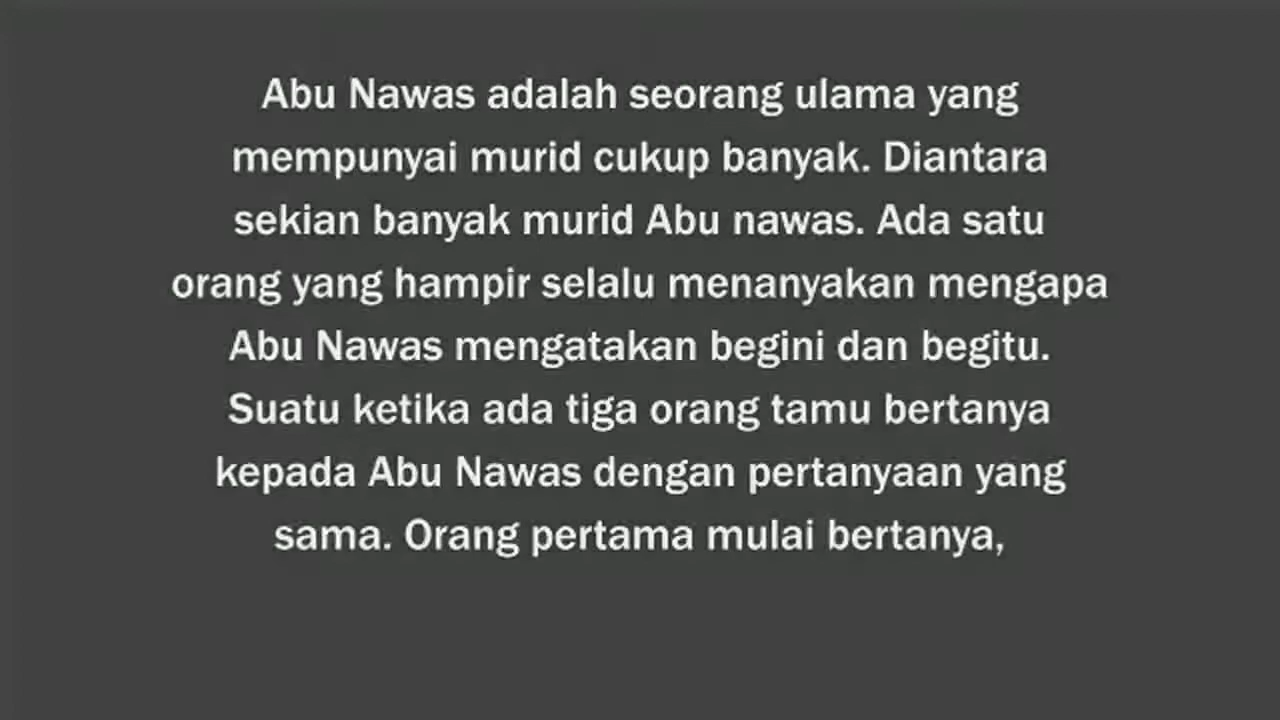 Abu Nawas adalah seorang ulama yang
mempunyai murid cukup banyak. Diantara
sekian banyak murid Abu nawas. Ada satu
orang yang hampir selalu menanyakan mengapa
Abu Nawas mengatakan begini dan begitu.
Suatu ketika ada tiga orang tamu bertanya
kepada Abu Nawas dengan pertanyaan yang
sama. Orang pertama mulai bertanya,